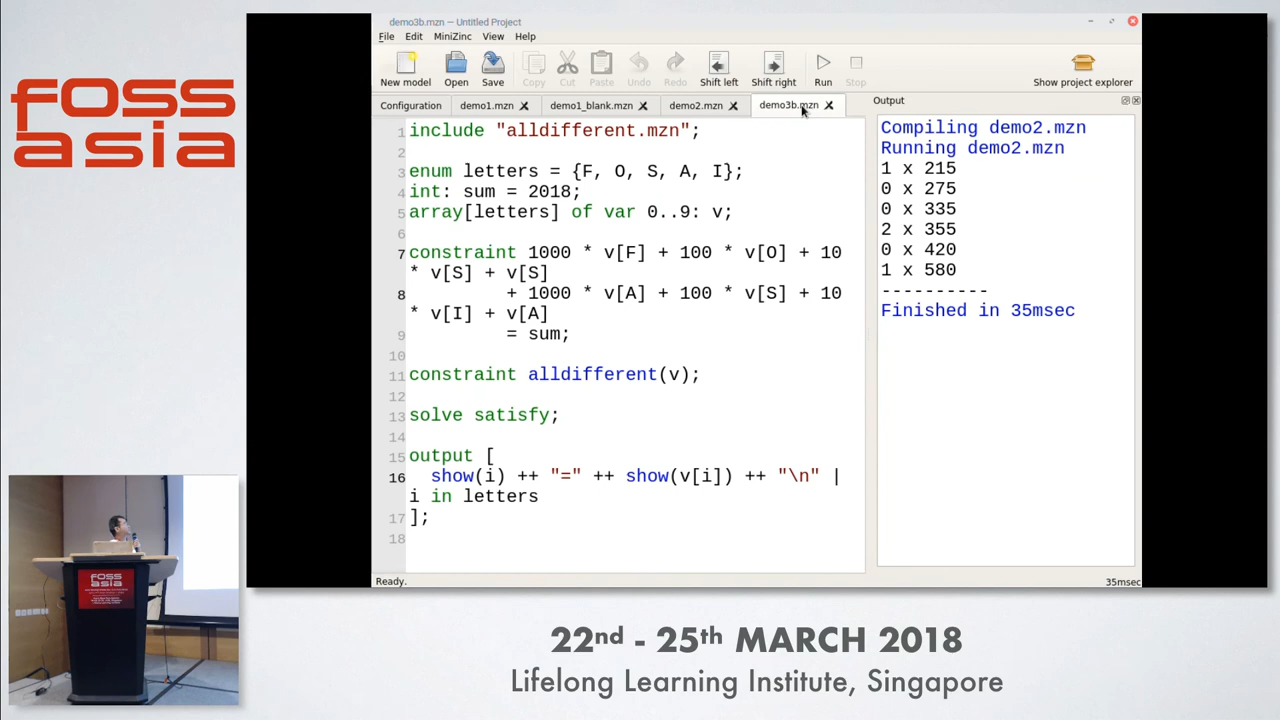 foss
asia
demo3b.mzn — Untitled Project
File Edit MiniZinc View Help
New model Open Save Copy Cut Paste Undo Redo Shift left Shift right Run Stop Show project explorer
Configuration demo1.mzn demo1_blank.mzn demo2.mzn demo3b.mzn
1 include "alldifferent.mzn";
2
3 enum letters = {F, O, S, A, I};
4 int: sum = 2018;
5 array[letters] of var 0..9: v;
6
7 constraint 1000 * v[F] + 100 * v[O] + 10
* v[S] + v[S]
8 + 1000 * v[A] + 100 * v[S] + 10
* v[I] + v[A]
9 = sum;
10
11 constraint alldifferent(v);
12
13 solve satisfy;
14
15 output [
16 show(i) ++ "=" ++ show(v[i]) ++ "\n" |
i in letters
17 ];
18
Output
Compiling demo2.mzn
Running demo2.mzn
1 x 215
0 x 275
0 x 335
2 x 355
0 x 420
1 x 580
----------
Finished in 35msec
Ready. 35msec
foss
asia
22nd - 25th MARCH 2018
Lifelong Learning Institute, Singapore